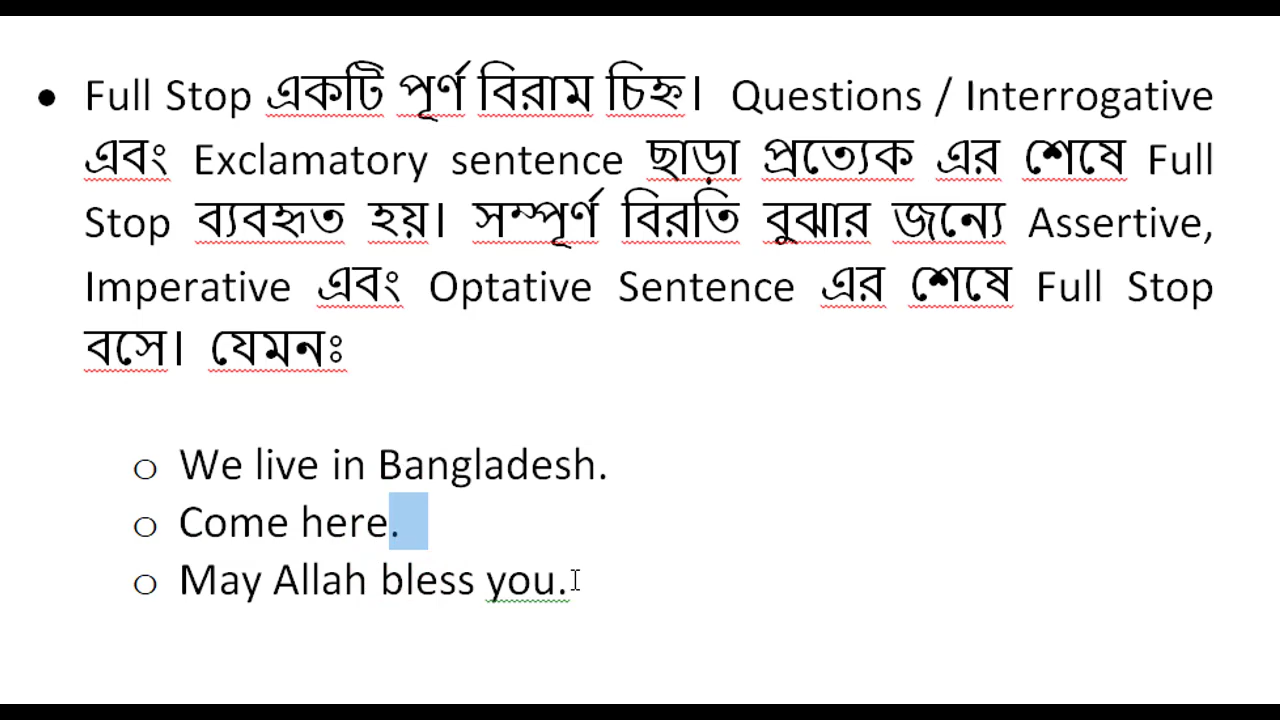 • Full Stop একটি পূর্ণ বিরাম চিহ্ন। Questions / Interrogative
এবং Exclamatory sentence ছাড়া প্রত্যেক এর শেষে Full
Stop ব্যবহৃত হয়। সম্পূর্ণ বিরতি বুঝার জন্যে Assertive,
Imperative এবং Optative Sentence এর শেষে Full Stop
বসে। যেমনঃ
o We live in Bangladesh.
o Come here.
o May Allah bless you.